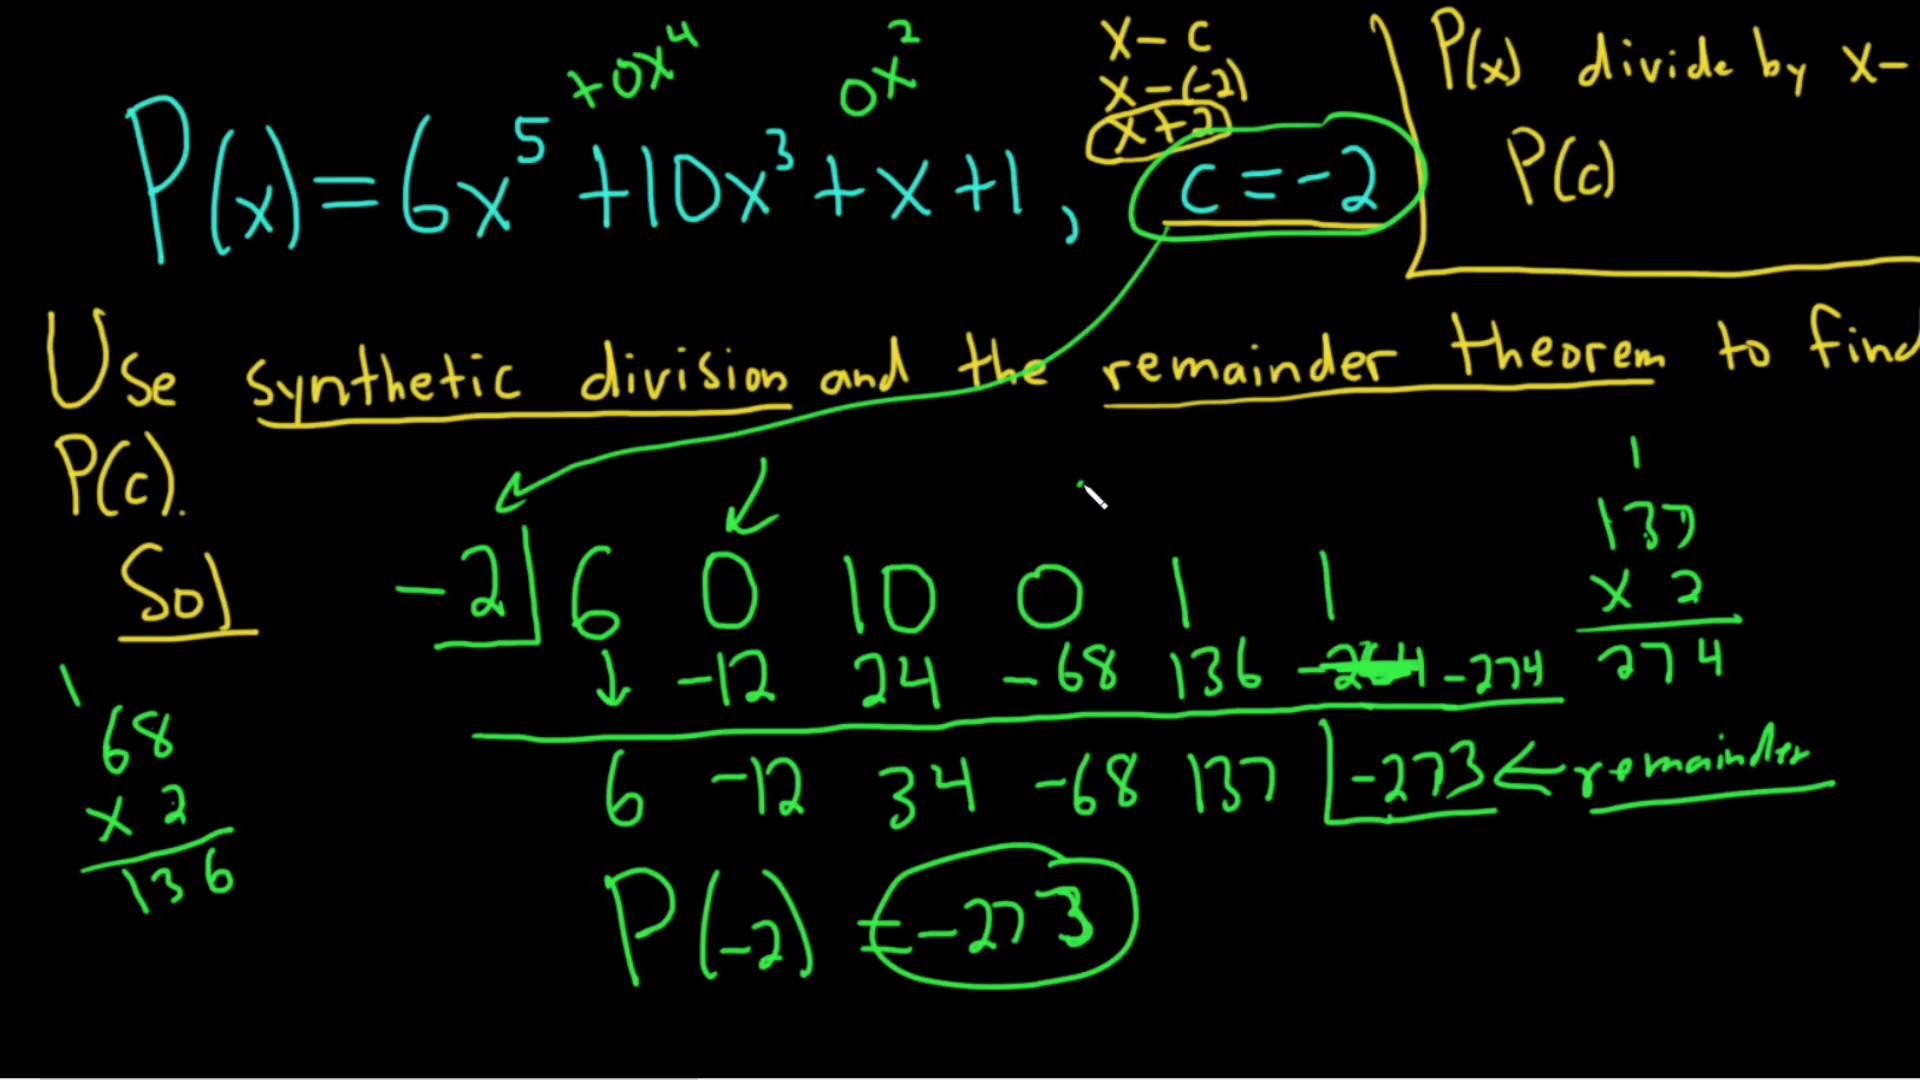 +0x⁴ 0x²
P(x) = 6x⁵ + 10x³ + x + 1, c = -2
x - c
x - (-2)
x + 2
P(x) divide by x -
P(c)
Use synthetic division and the remainder theorem to find
P(c).
Sol
-2 6 0 10 0 1 1
-12 24 -68 136 -274
6 -12 34 -68 137 -273 ← remainder
P(-2) = -273
1
68
x 2
136
1
137
x 2
274